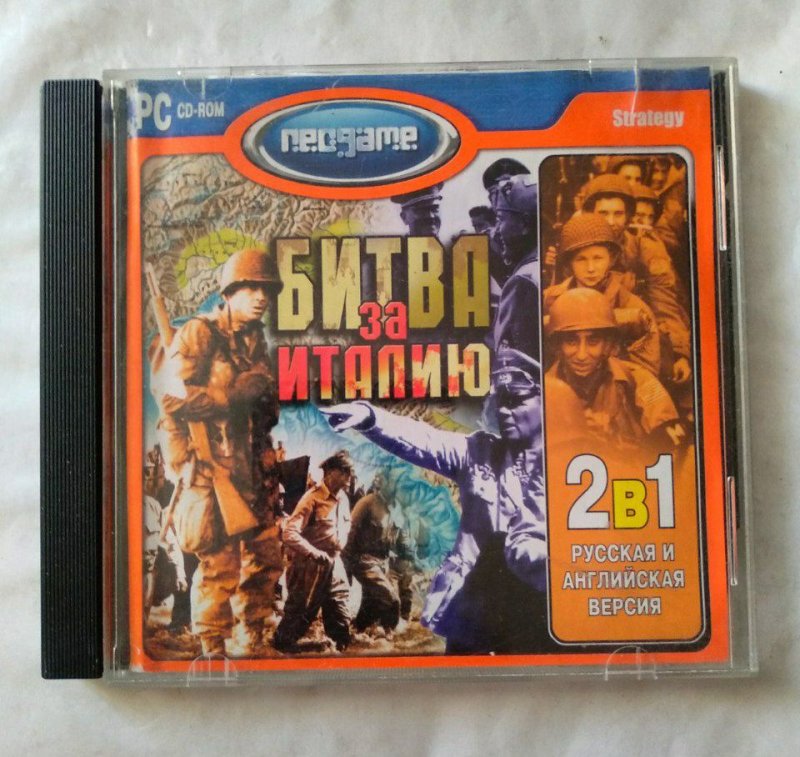 PC CD-ROM
neogame
Strategy
БИТВА
за
ИТАЛИЮ
2в1
РУССКАЯ И
АНГЛИЙСКАЯ
ВЕРСИЯ